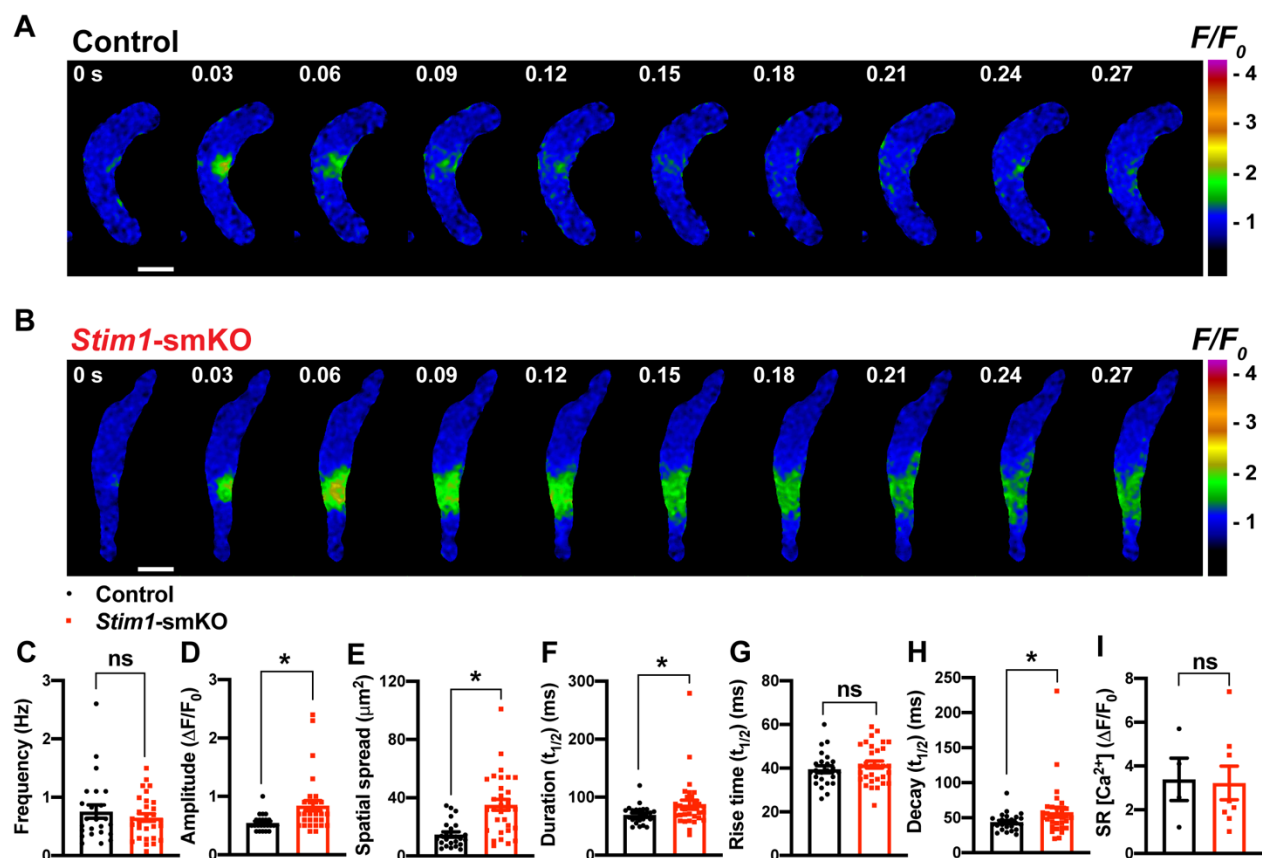 A
Control
F/F0
0 s 0.03 0.06 0.09 0.12 0.15 0.18 0.21 0.24 0.27
- 4
- 3
- 2
- 1
B
Stim1-smKO
F/F0
0 s 0.03 0.06 0.09 0.12 0.15 0.18 0.21 0.24 0.27
- 4
- 3
- 2
- 1
Control
Stim1-smKO
C
ns
Frequency (Hz)
3
2
1
0
D
*
Amplitude (ΔF/F0)
3
2
1
0
E
*
Spatial spread (μm²)
120
80
40
0
F
*
Duration (t1/2) (ms)
300
200
100
0
G
ns
Rise time (t1/2) (ms)
80
60
40
20
0
H
*
Decay (t1/2) (ms)
250
200
150
100
50
0
I
ns
SR [Ca²⁺] (ΔF/F0)
8
6
4
2
0